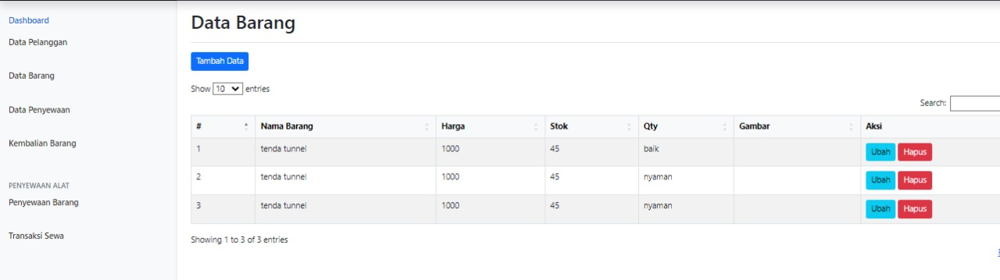 Dashboard
Data Pelanggan
Data Barang
Data Penyewaan
Kembalian Barang
PENYEWAAN ALAT
Penyewaan Barang
Transaksi Sewa
Data Barang
Tambah Data
Show 10 entries
Search:
# Nama Barang Harga Stok Qty Gambar Aksi
1 tenda tunnel 1000 45 baik Ubah Hapus
2 tenda tunnel 1000 45 nyaman Ubah Hapus
3 tenda tunnel 1000 45 nyaman Ubah Hapus
Showing 1 to 3 of 3 entries